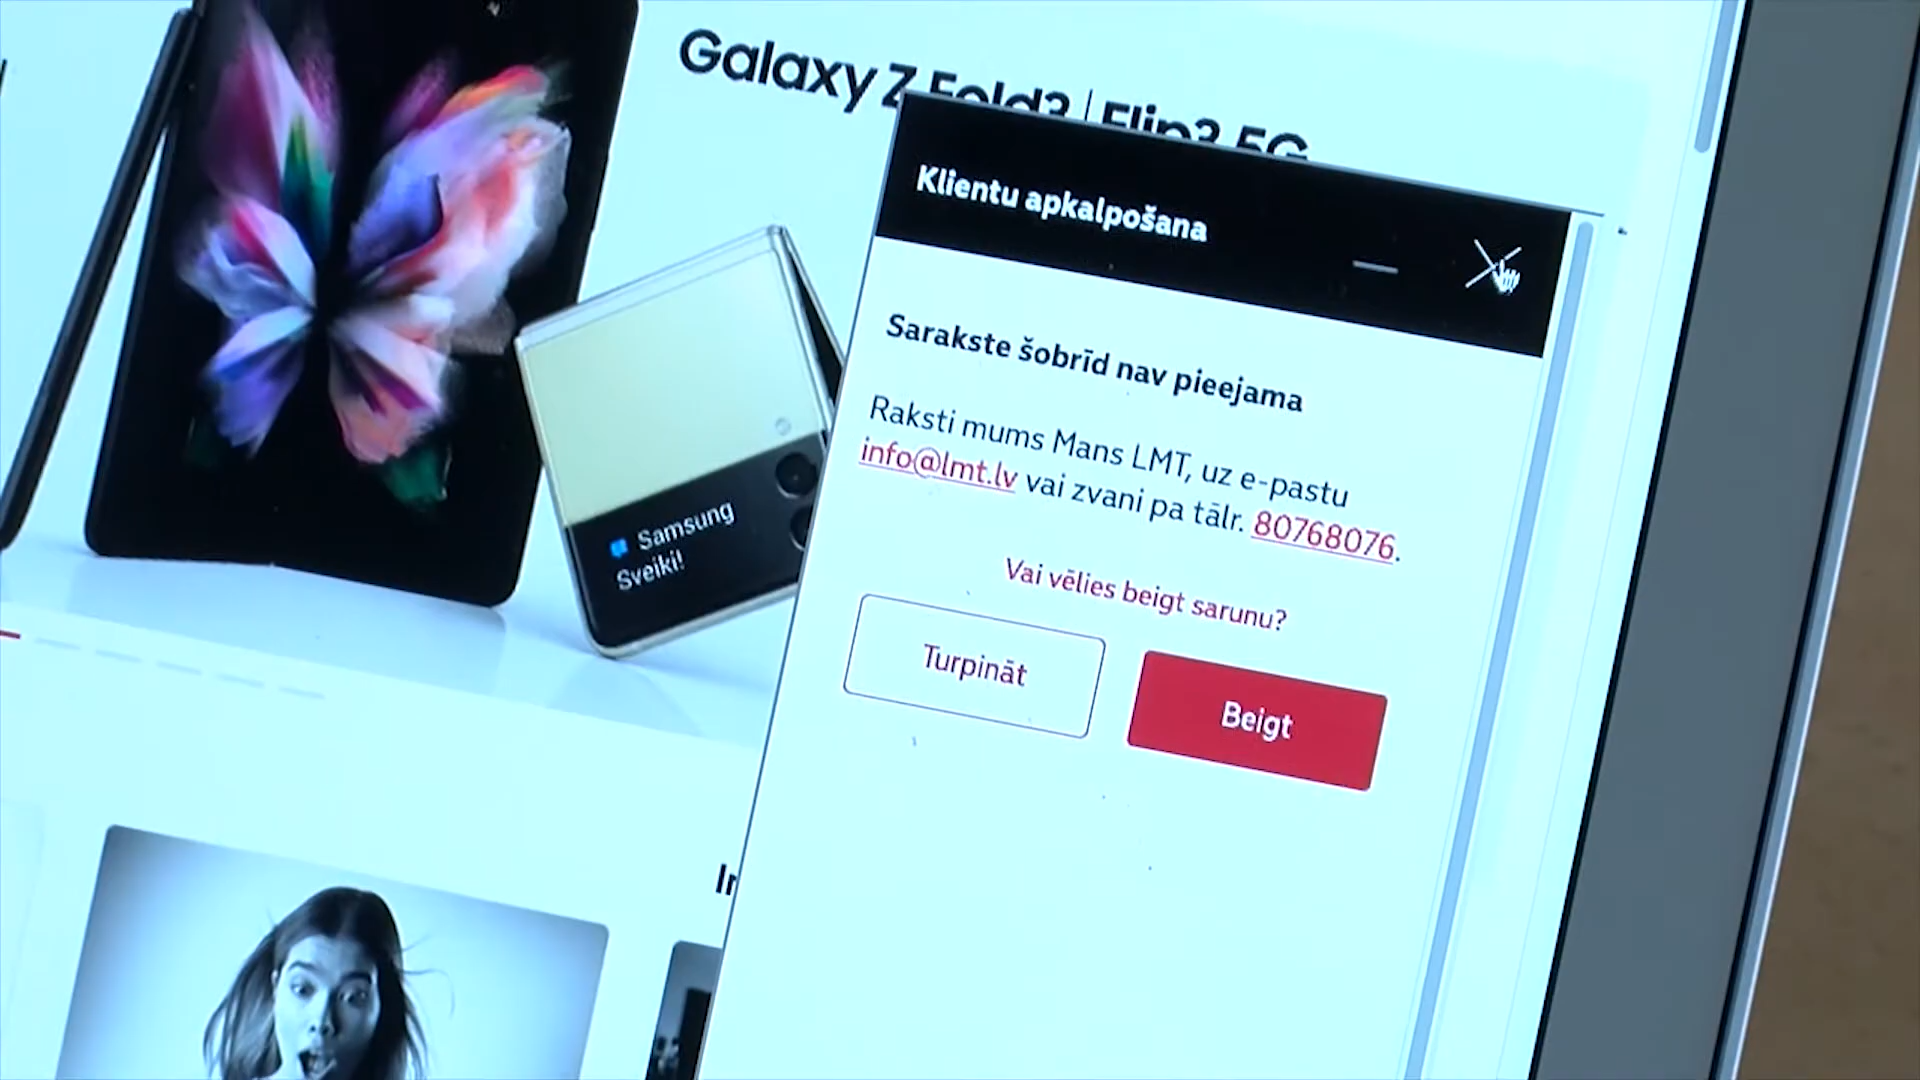 Galaxy Z Fold3 | Flip3 5G
Klientu apkalpošana
Sarakste šobrīd nav pieejama
Raksti mums Mans LMT, uz e-pastu
info@lmt.lv vai zvani pa tālr. 80768076.
Vai vēlies beigt sarunu?
Turpināt
Beigt
Samsung
Sveiki!